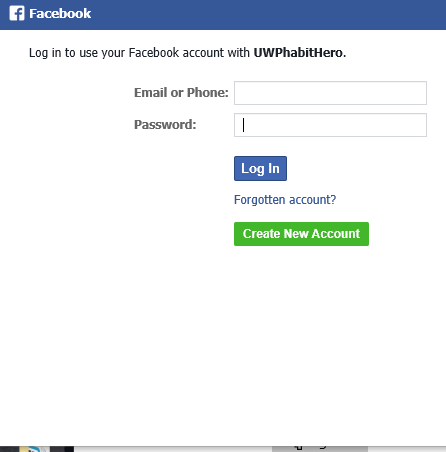 Facebook
Log in to use your Facebook account with UWPhabitHero.
Email or Phone:
Password:
Log In
Forgotten account?
Create New Account